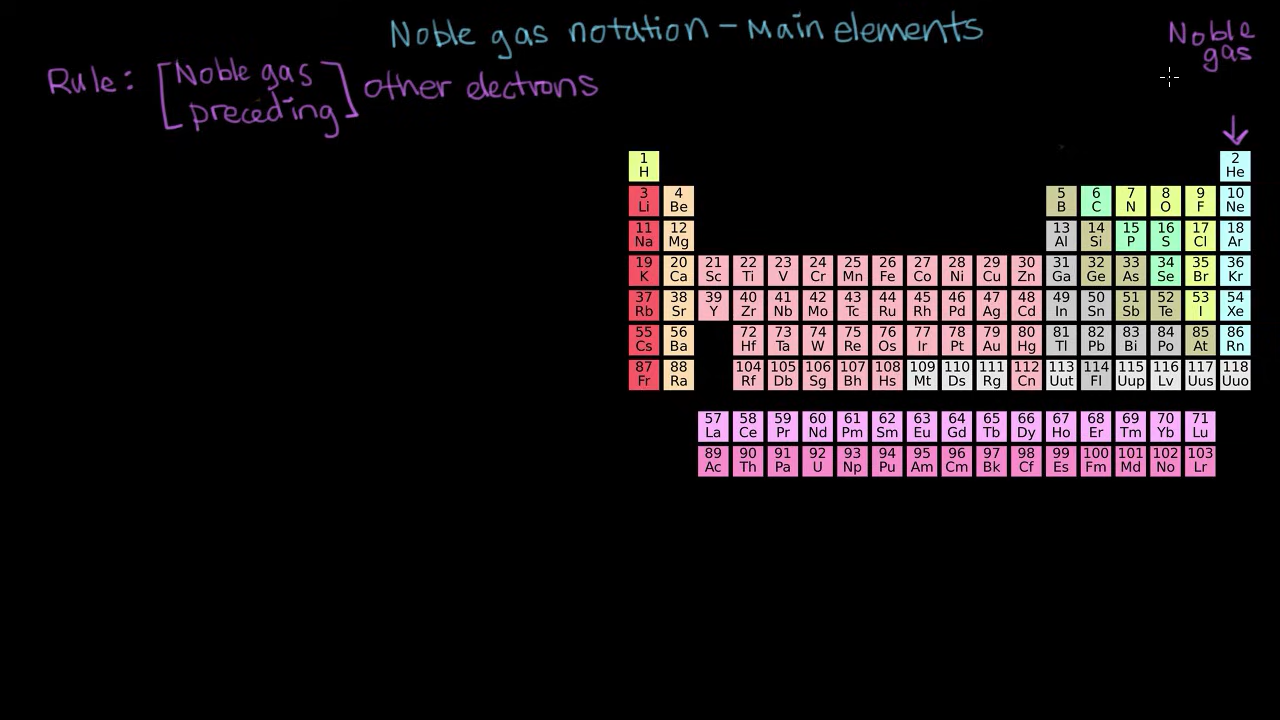 Noble gas notation - Main elements
Noble gas
Rule: [Noble gas preceding] other electrons
1 2
H He
3 4 5 6 7 8 9 10
Li Be B C N O F Ne
11 12 13 14 15 16 17 18
Na Mg Al Si P S Cl Ar
19 20 21 22 23 24 25 26 27 28 29 30 31 32 33 34 35 36
K Ca Sc Ti V Cr Mn Fe Co Ni Cu Zn Ga Ge As Se Br Kr
37 38 39 40 41 42 43 44 45 46 47 48 49 50 51 52 53 54
Rb Sr Y Zr Nb Mo Tc Ru Rh Pd Ag Cd In Sn Sb Te I Xe
55 56 72 73 74 75 76 77 78 79 80 81 82 83 84 85 86
Cs Ba Hf Ta W Re Os Ir Pt Au Hg Tl Pb Bi Po At Rn
87 88 104 105 106 107 108 109 110 111 112 113 114 115 116 117 118
Fr Ra Rf Db Sg Bh Hs Mt Ds Rg Cn Uut Fl Uup Lv Uus Uuo
57 58 59 60 61 62 63 64 65 66 67 68 69 70 71
La Ce Pr Nd Pm Sm Eu Gd Tb Dy Ho Er Tm Yb Lu
89 90 91 92 93 94 95 96 97 98 99 100 101 102 103
Ac Th Pa U Np Pu Am Cm Bk Cf Es Fm Md No Lr